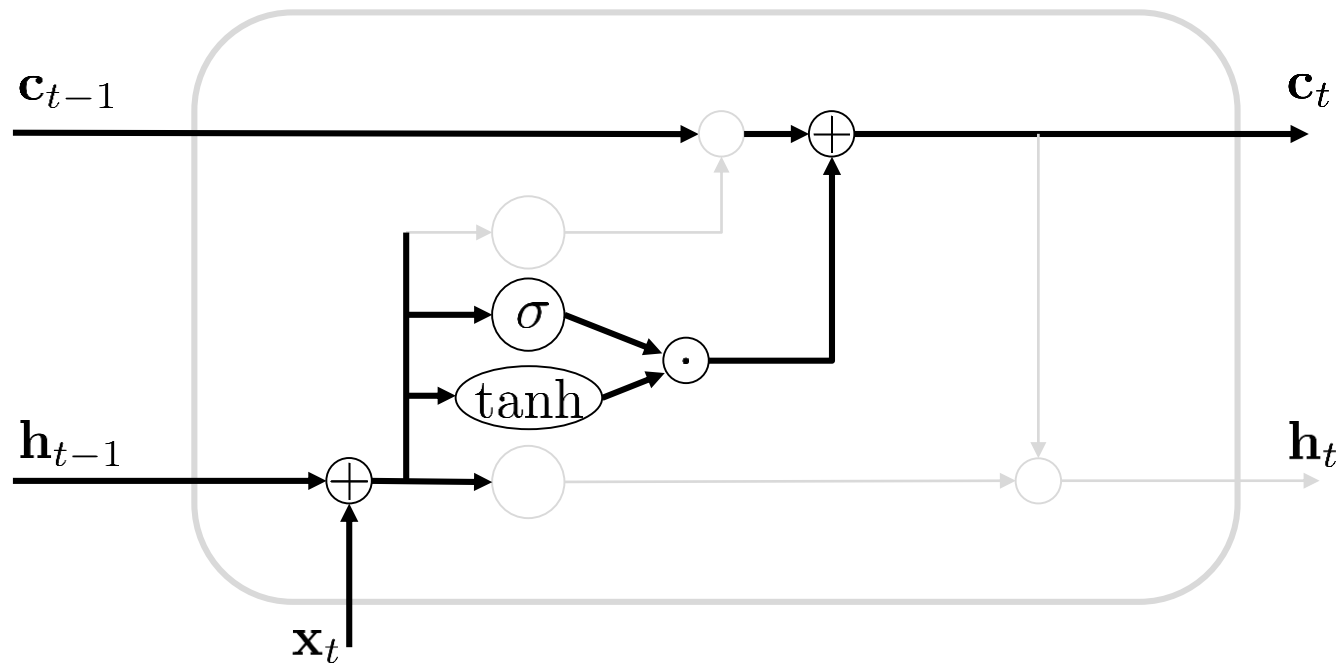 c_{t−1}
c_t
σ
tanh
h_{t−1}
h_t
x_t